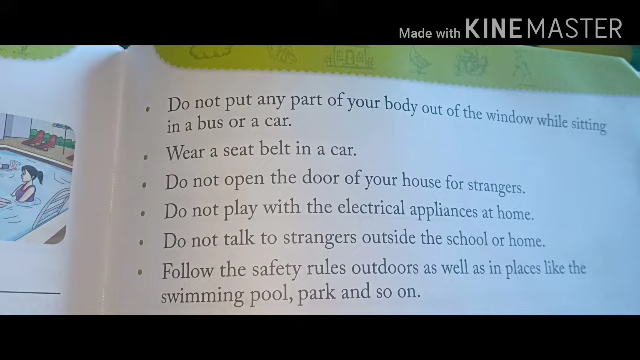 Made with KINEMASTER
• Do not put any part of your body out of the window while sitting
in a bus or a car.
• Wear a seat belt in a car.
• Do not open the door of your house for strangers.
• Do not play with the electrical appliances at home.
• Do not talk to strangers outside the school or home.
• Follow the safety rules outdoors as well as in places like the
swimming pool, park and so on.